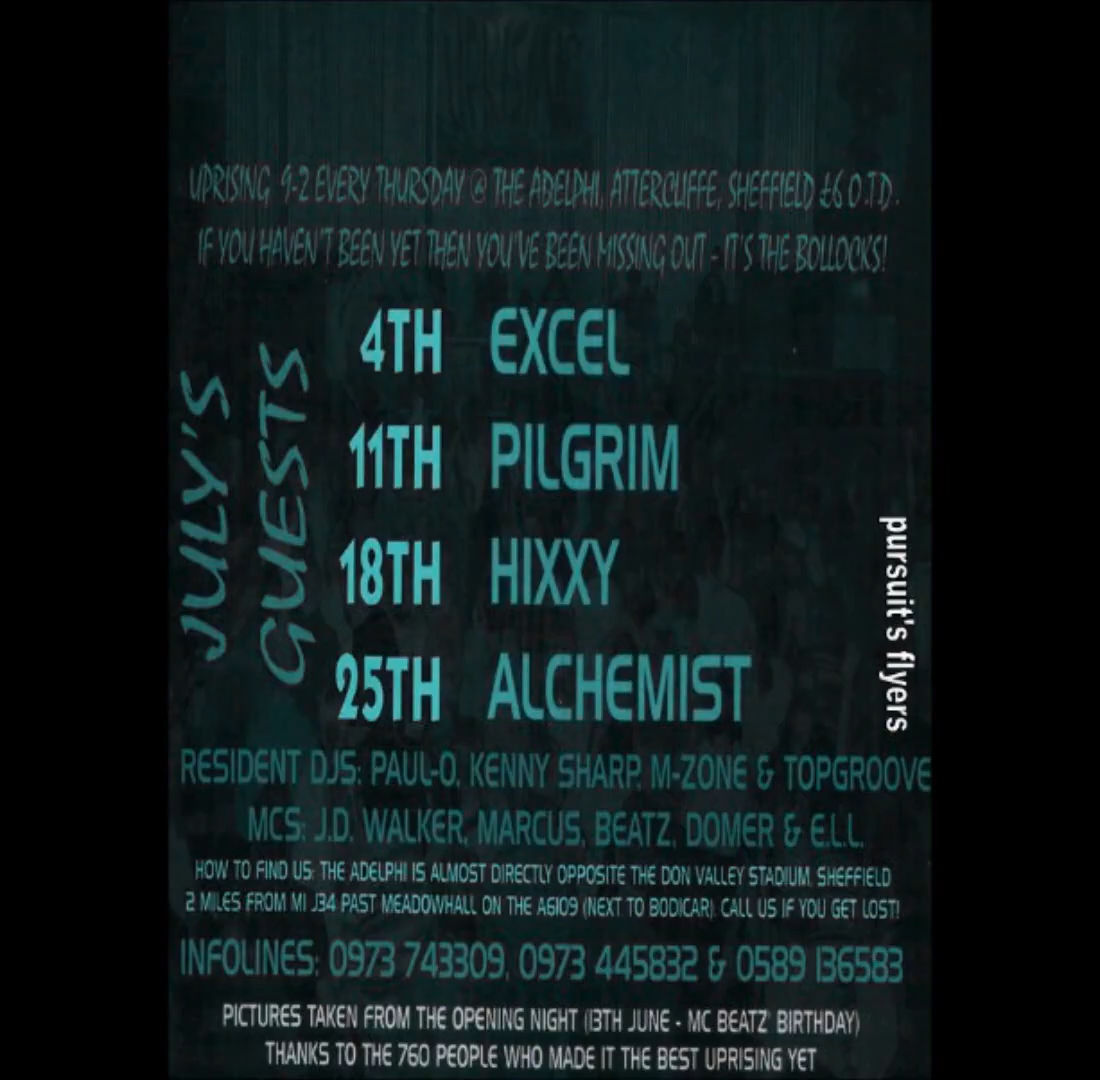 UPRISING 9-2 EVERY THURSDAY @ THE ADELPHI, ATTERCLIFFE, SHEFFIELD £6 O.T.D.
IF YOU HAVEN'T BEEN YET THEN YOU'VE BEEN MISSING OUT - IT'S THE BOLLOCKS!
JULY'S
GUESTS
4TH EXCEL
11TH PILGRIM
18TH HIXXY
25TH ALCHEMIST
pursuit's flyers
RESIDENT DJS: PAUL-O, KENNY SHARP, M-ZONE & TOPGROOVE
MCS: J.D. WALKER, MARCUS, BEATZ, DOMER & E.L.L.
HOW TO FIND US: THE ADELPHI IS ALMOST DIRECTLY OPPOSITE THE DON VALLEY STADIUM, SHEFFIELD
2 MILES FROM M1 J34 PAST MEADOWHALL ON THE A6109 (NEXT TO BODICAR). CALL US IF YOU GET LOST!
INFOLINES: 0973 743309, 0973 445832 & 0589 136583
PICTURES TAKEN FROM THE OPENING NIGHT (13TH JUNE - MC BEATZ' BIRTHDAY)
THANKS TO THE 760 PEOPLE WHO MADE IT THE BEST UPRISING YET